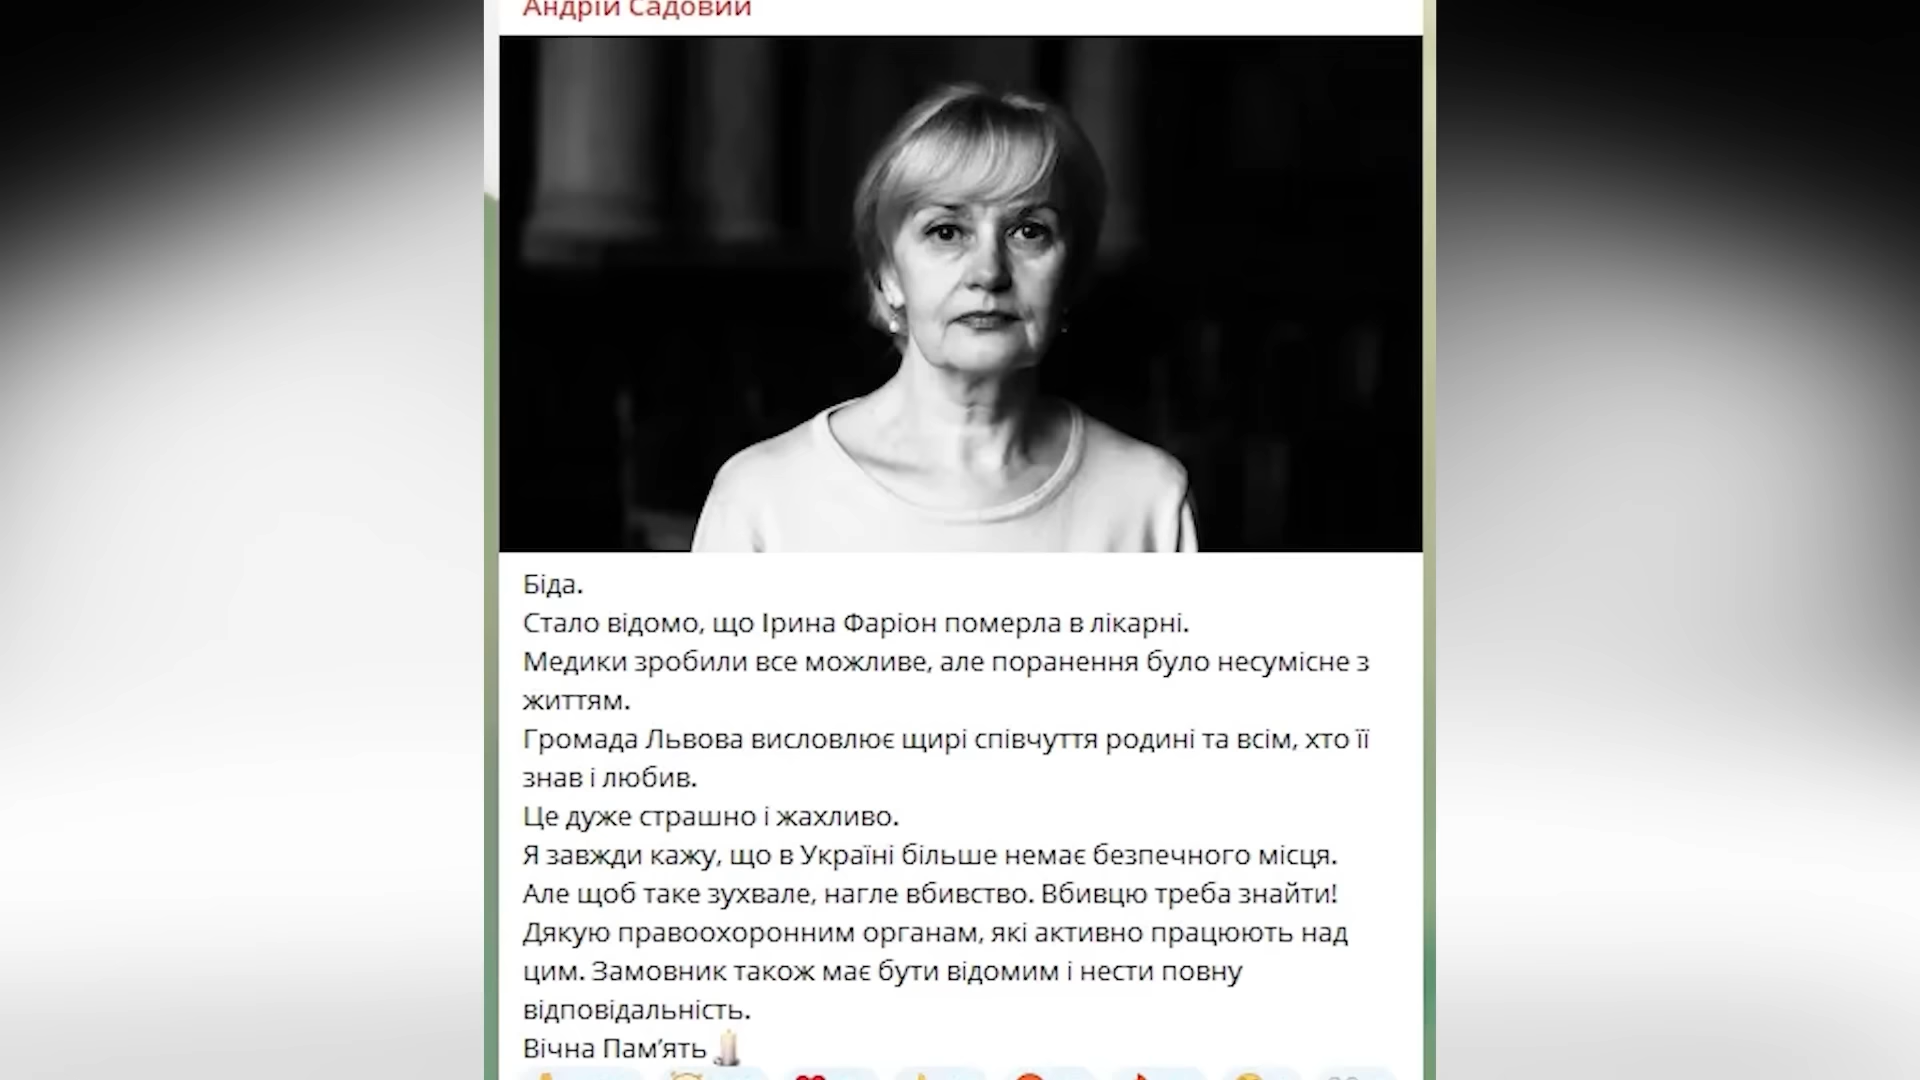 Андрій Садовий
Біда.
Стало відомо, що Ірина Фаріон померла в лікарні.
Медики зробили все можливе, але поранення було несумісне з
життям.
Громада Львова висловлює щирі співчуття родині та всім, хто її
знав і любив.
Це дуже страшно і жахливо.
Я завжди кажу, що в Україні більше немає безпечного місця.
Але щоб таке зухвале, нагле вбивство. Вбивцю треба знайти!
Дякую правоохоронним органам, які активно працюють над
цим. Замовник також має бути відомим і нести повну
відповідальність.
Вічна Пам’ять